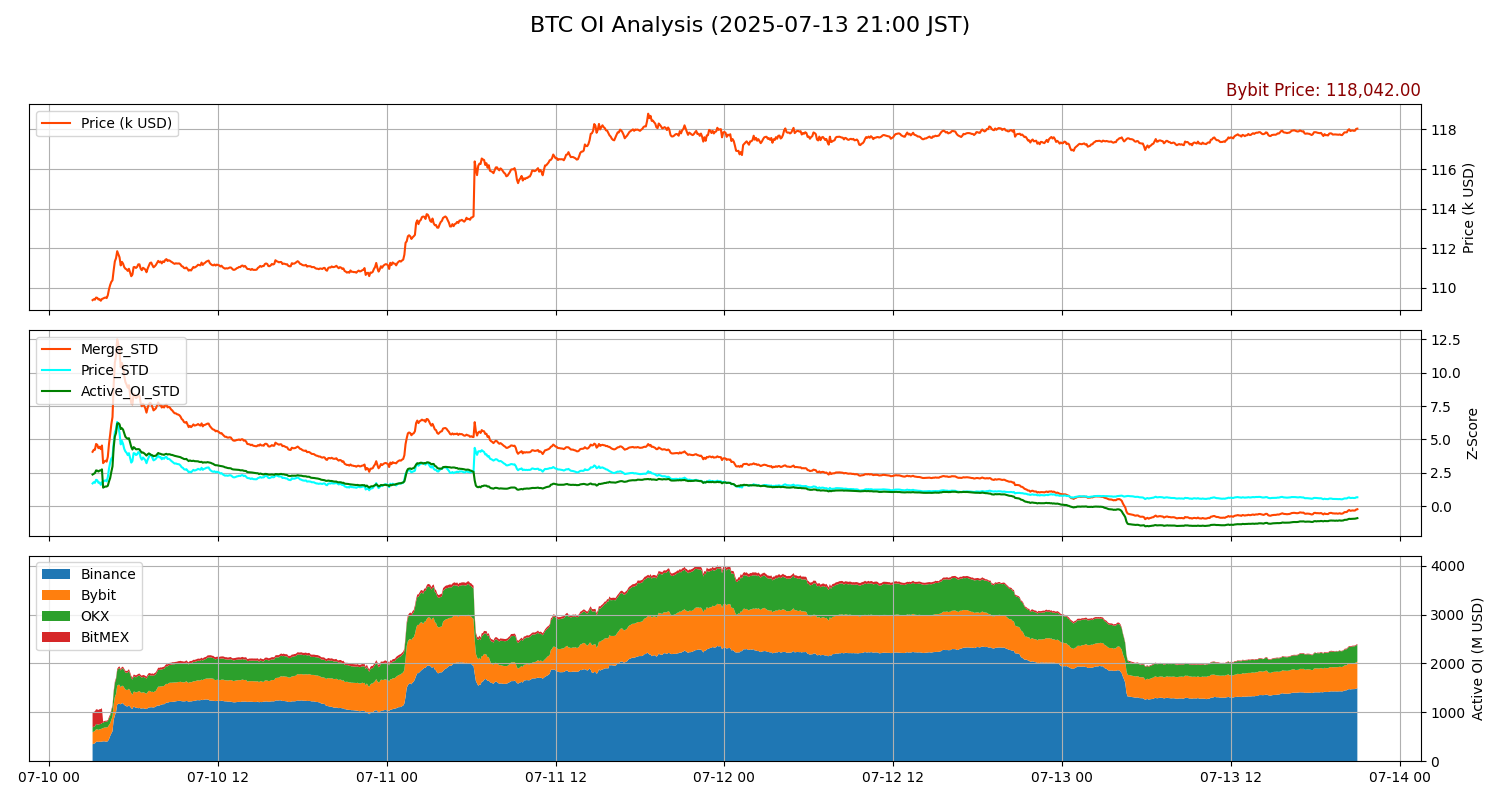 BTC OI Analysis (2025-07-13 21:00 JST)
Bybit Price: 118,042.00
Price (k USD)
118
116
114
112
110
Price (k USD)
Merge_STD
Price_STD
Active_OI_STD
12.5
10.0
7.5
5.0
2.5
0.0
Z-Score
Binance
Bybit
OKX
BitMEX
4000
3000
2000
1000
0
Active OI (M USD)
07-10 00
07-10 12
07-11 00
07-11 12
07-12 00
07-12 12
07-13 00
07-13 12
07-14 00